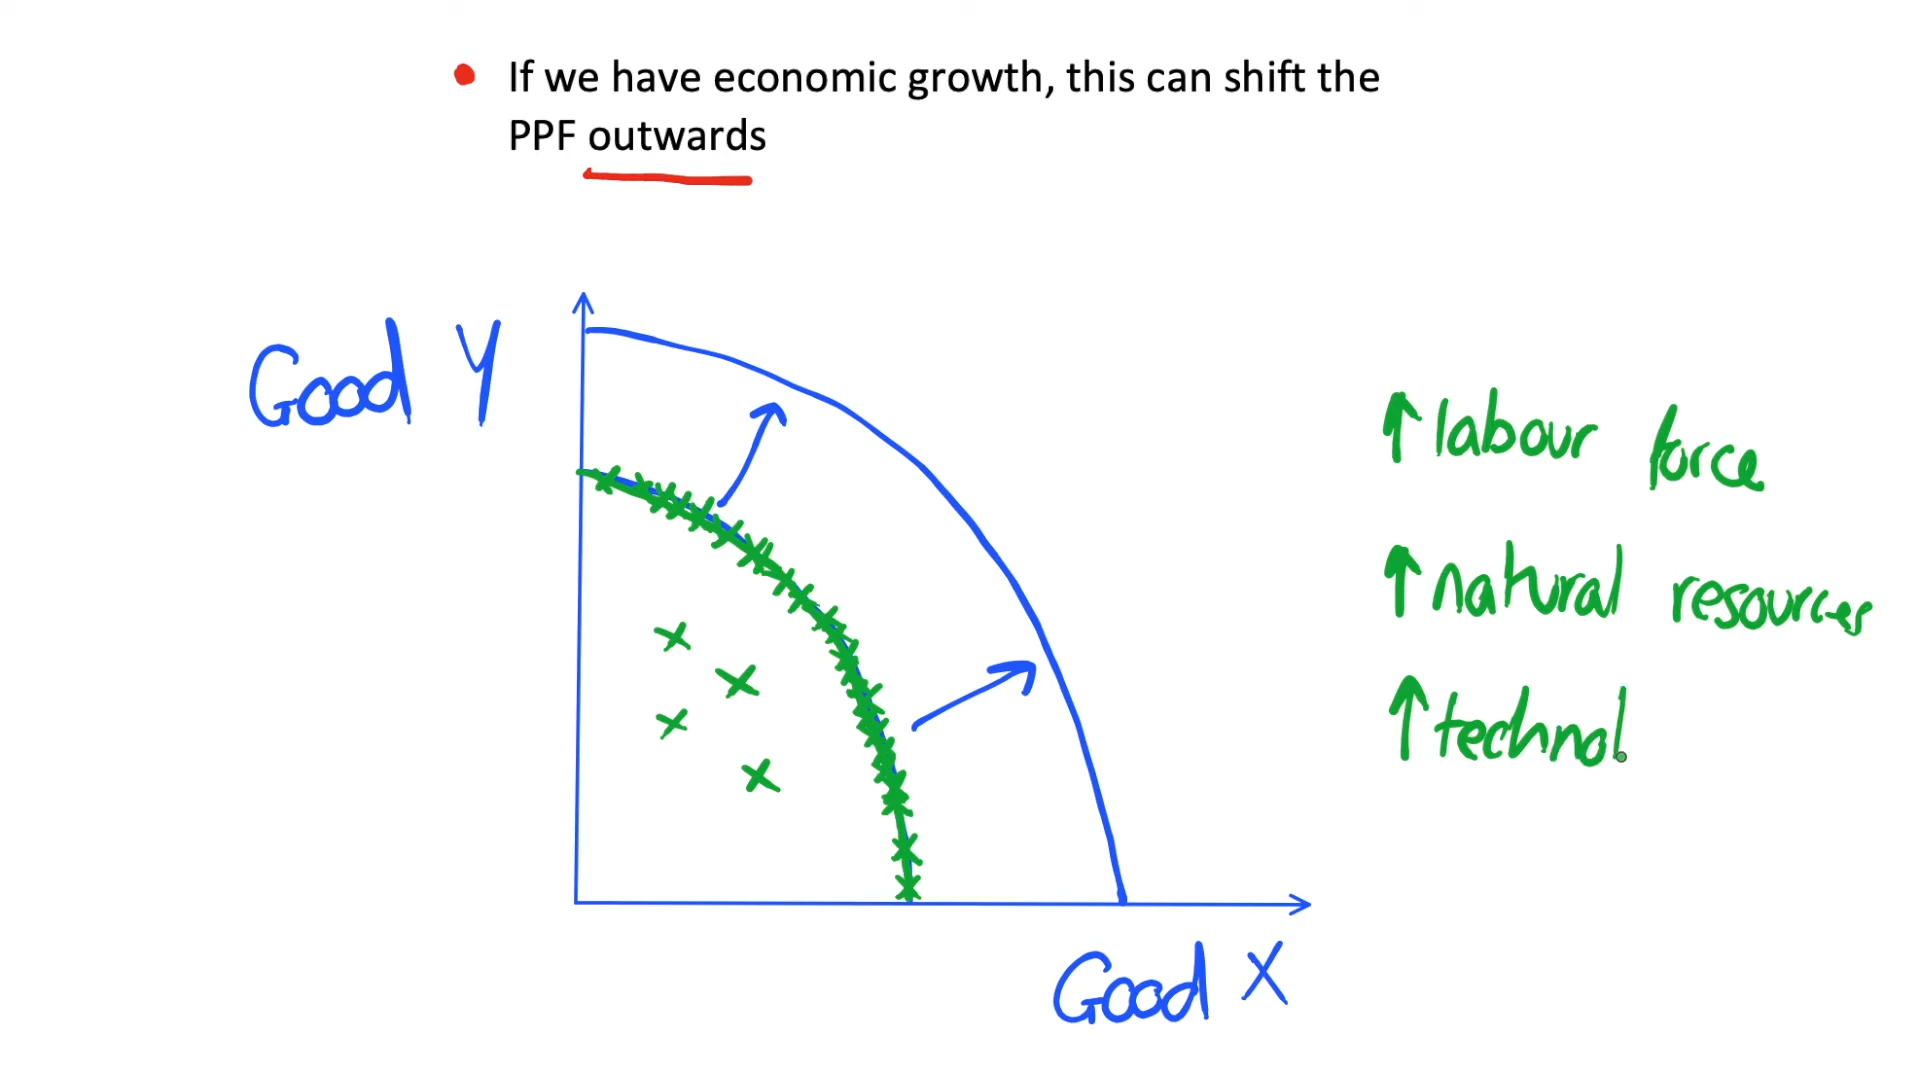 If we have economic growth, this can shift the
PPF outwards
Good Y
↑ labour force
↑ natural resources
↑ technol
Good X